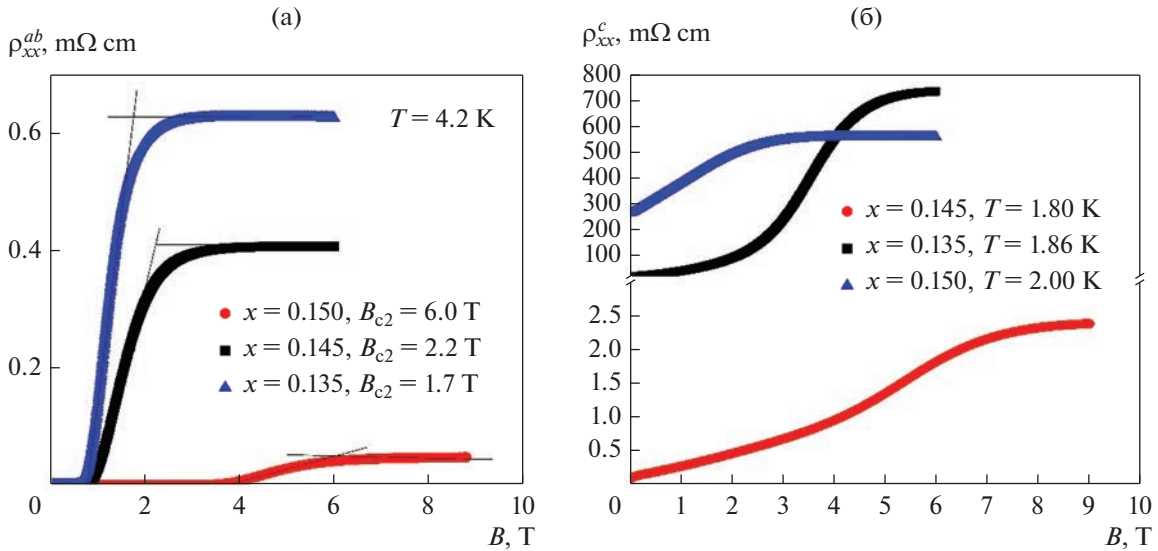 (а)
ρ_xx^ab, mΩ cm
0.6
0.4
0.2
0
2
4
6
8
10
B, T
T = 4.2 K
x = 0.150, B_c2 = 6.0 T
x = 0.145, B_c2 = 2.2 T
x = 0.135, B_c2 = 1.7 T
(б)
ρ_xx^c, mΩ cm
800
700
600
500
400
300
200
100
2.5
2.0
1.5
1.0
0.5
0
1
2
3
4
5
6
7
8
9
10
B, T
x = 0.145, T = 1.80 K
x = 0.135, T = 1.86 K
x = 0.150, T = 2.00 K